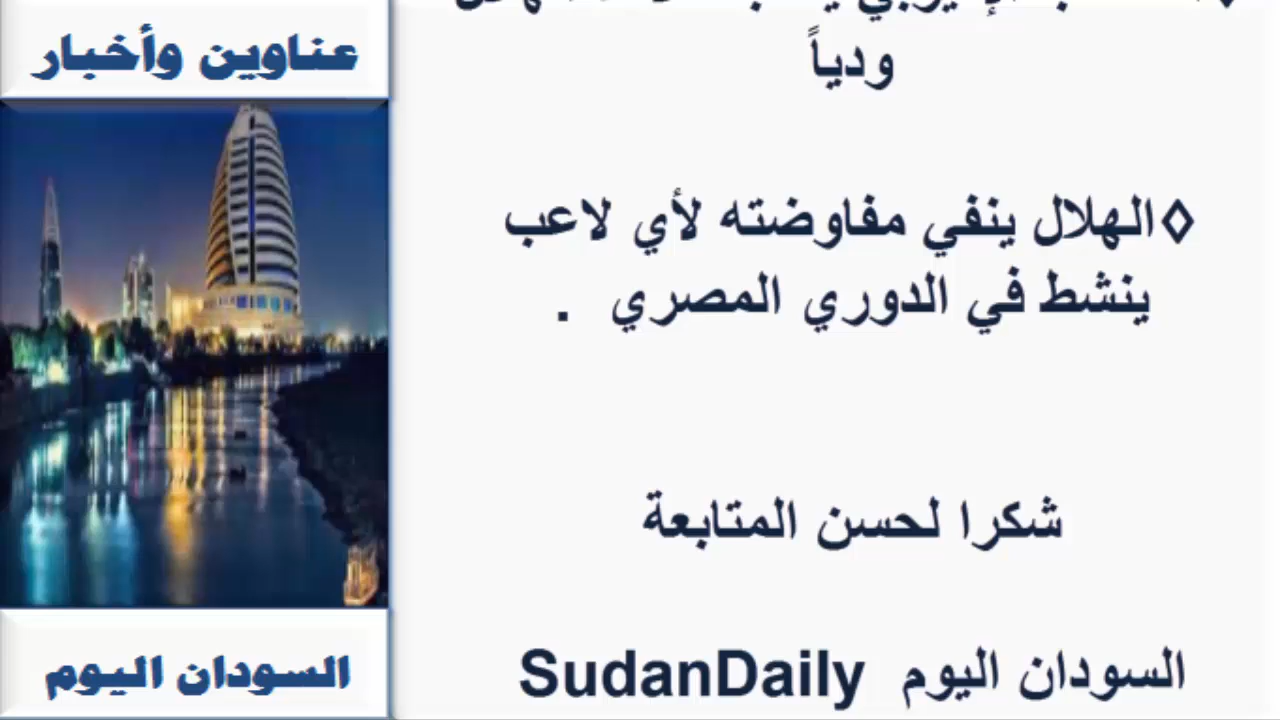 عناوين وأخبار
ودياً
◊الهلال ينفي مفاوضته لأي لاعب
ينشط في الدوري المصري .
شكرا لحسن المتابعة
السودان اليوم SudanDaily
السودان اليوم